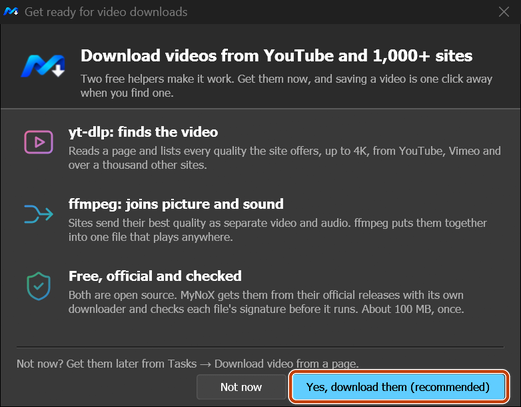 Get ready for video downloads
Download videos from YouTube and 1,000+ sites
Two free helpers make it work. Get them now, and saving a video is one click away
when you find one.
yt-dlp: finds the video
Reads a page and lists every quality the site offers, up to 4K, from YouTube, Vimeo and
over a thousand other sites.
ffmpeg: joins picture and sound
Sites send their best quality as separate video and audio. ffmpeg puts them together
into one file that plays anywhere.
Free, official and checked
Both are open source. MyNoX gets them from their official releases with its own
downloader and checks each file's signature before it runs. About 100 MB, once.
Not now? Get them later from Tasks → Download video from a page.
Not now
Yes, download them (recommended)